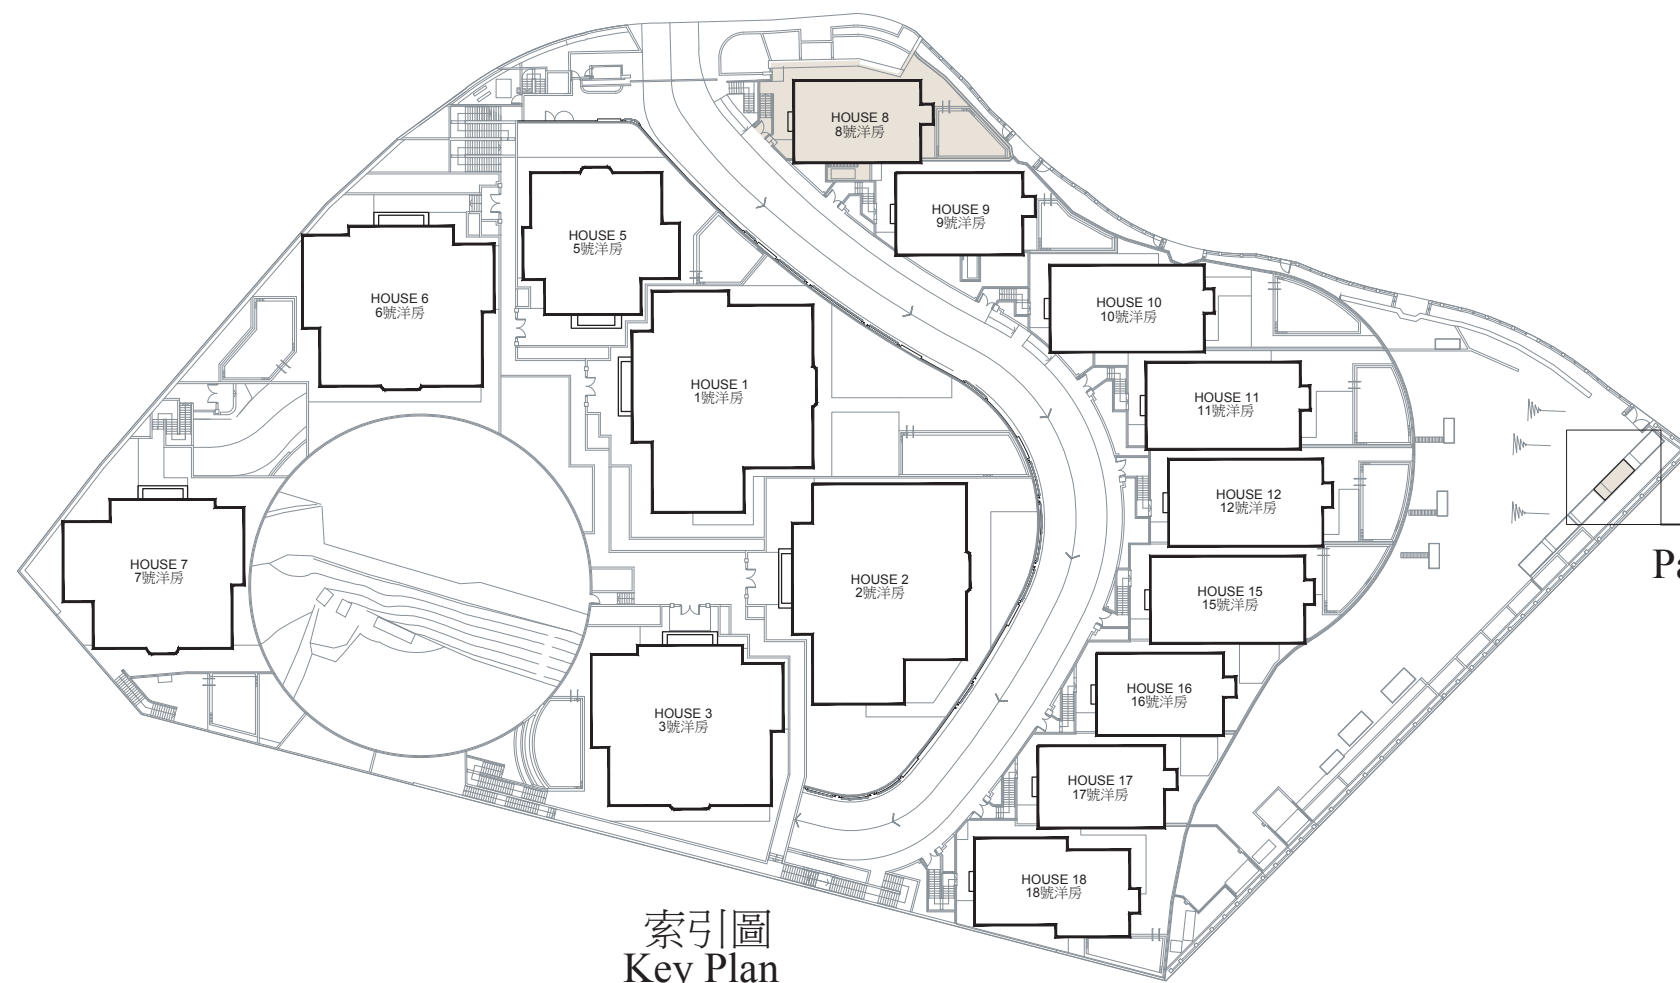 HOUSE 8
8號洋房
HOUSE 9
9號洋房
HOUSE 5
5號洋房
HOUSE 6
6號洋房
HOUSE 10
10號洋房
HOUSE 1
1號洋房
HOUSE 11
11號洋房
HOUSE 12
12號洋房
HOUSE 7
7號洋房
HOUSE 2
2號洋房
Pa
HOUSE 15
15號洋房
HOUSE 16
16號洋房
HOUSE 3
3號洋房
HOUSE 17
17號洋房
HOUSE 18
18號洋房
索引圖
Key Plan